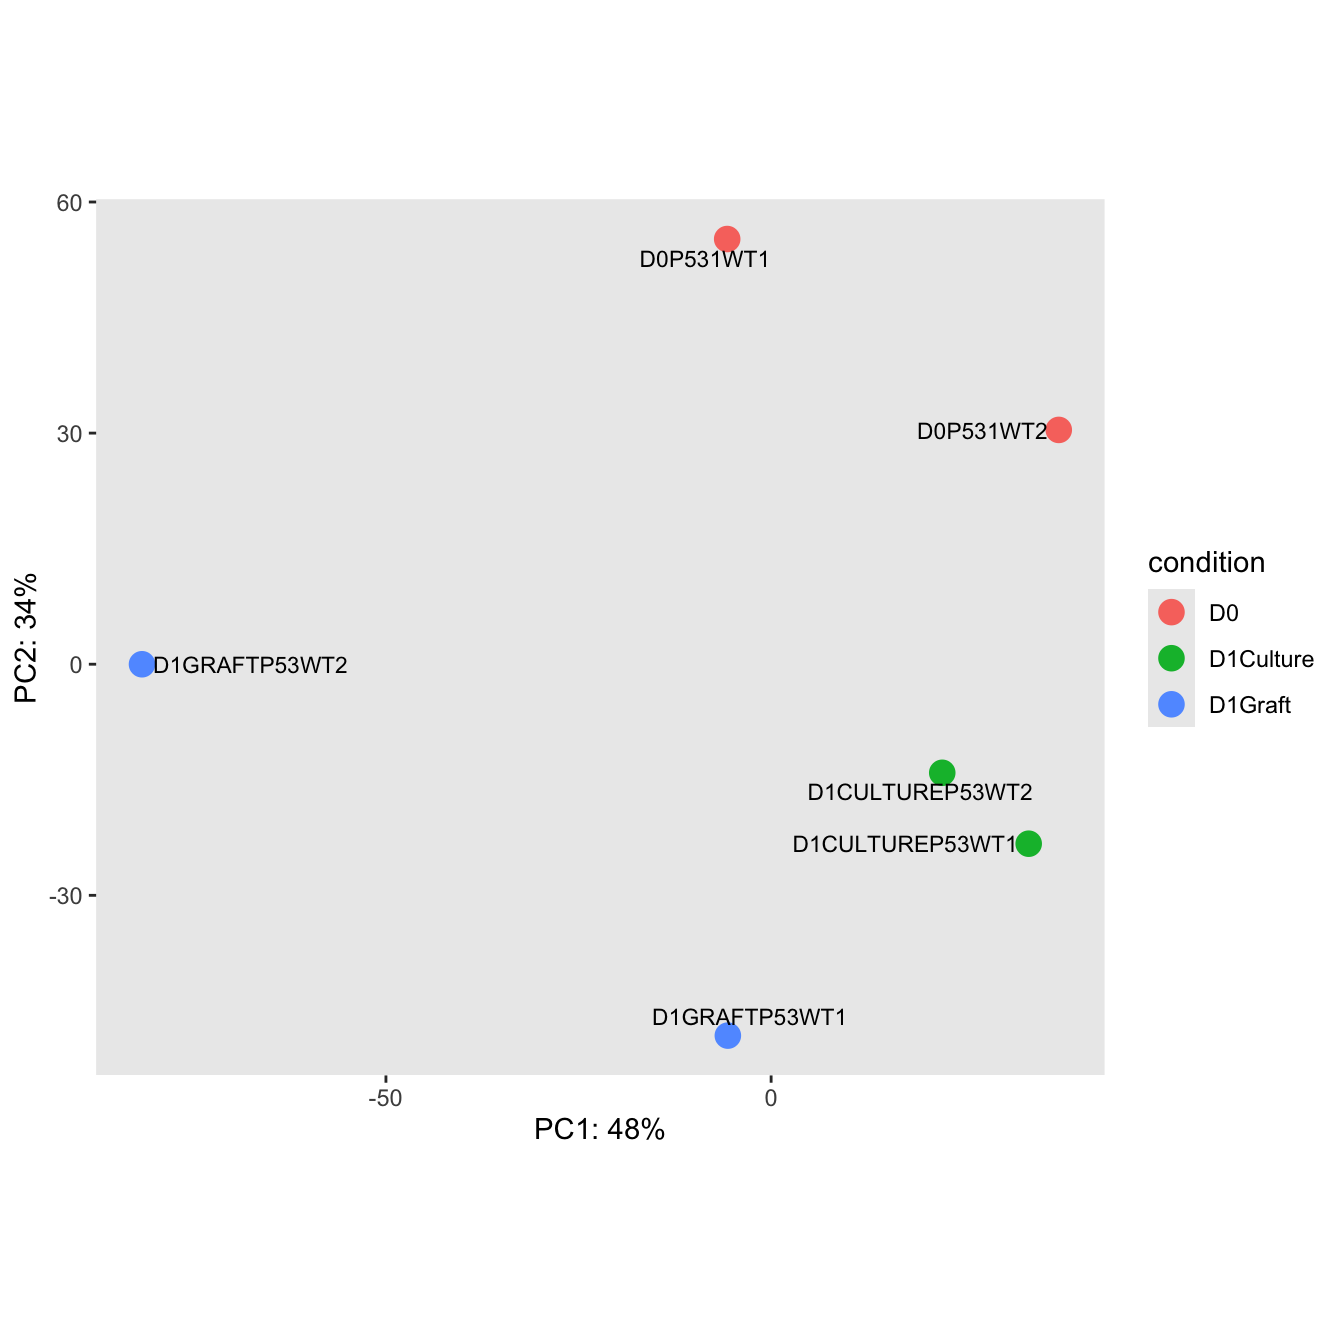 60
D0P531WT1
30
D0P531WT2
0
D1GRAFTP53WT2
D1CULTUREP53WT2
D1CULTUREP53WT1
-30
D1GRAFTP53WT1
-50
0
PC1: 48%
PC2: 34%
condition
D0
D1Culture
D1Graft